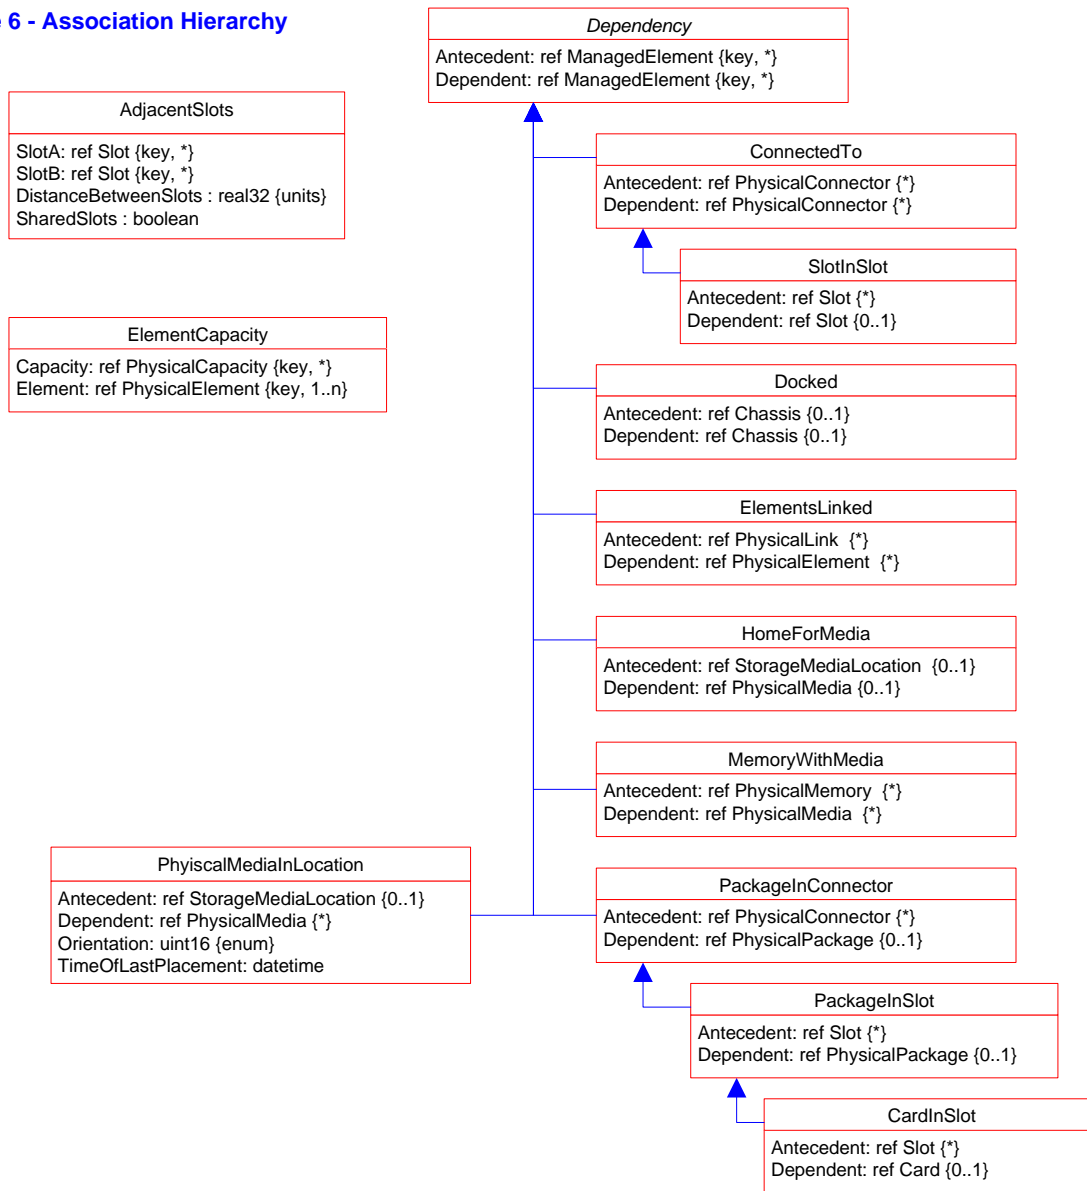 e 6 - Association Hierarchy
Dependency
Antecedent: ref ManagedElement {key, *}
Dependent: ref ManagedElement {key, *}
AdjacentSlots
SlotA: ref Slot {key, *}
SlotB: ref Slot {key, *}
DistanceBetweenSlots : real32 {units}
SharedSlots : boolean
ConnectedTo
Antecedent: ref PhysicalConnector {*}
Dependent: ref PhysicalConnector {*}
SlotInSlot
Antecedent: ref Slot {*}
Dependent: ref Slot {0..1}
ElementCapacity
Capacity: ref PhysicalCapacity {key, *}
Element: ref PhysicalElement {key, 1..n}
Docked
Antecedent: ref Chassis {0..1}
Dependent: ref Chassis {0..1}
ElementsLinked
Antecedent: ref PhysicalLink  {*}
Dependent: ref PhysicalElement  {*}
HomeForMedia
Antecedent: ref StorageMediaLocation  {0..1}
Dependent: ref PhysicalMedia {0..1}
MemoryWithMedia
Antecedent: ref PhysicalMemory  {*}
Dependent: ref PhysicalMedia  {*}
PhyiscalMediaInLocation
Antecedent: ref StorageMediaLocation {0..1}
Dependent: ref PhysicalMedia {*}
Orientation: uint16 {enum}
TimeOfLastPlacement: datetime
PackageInConnector
Antecedent: ref PhysicalConnector {*}
Dependent: ref PhysicalPackage {0..1}
PackageInSlot
Antecedent: ref Slot {*}
Dependent: ref PhysicalPackage {0..1}
CardInSlot
Antecedent: ref Slot {*}
Dependent: ref Card {0..1}